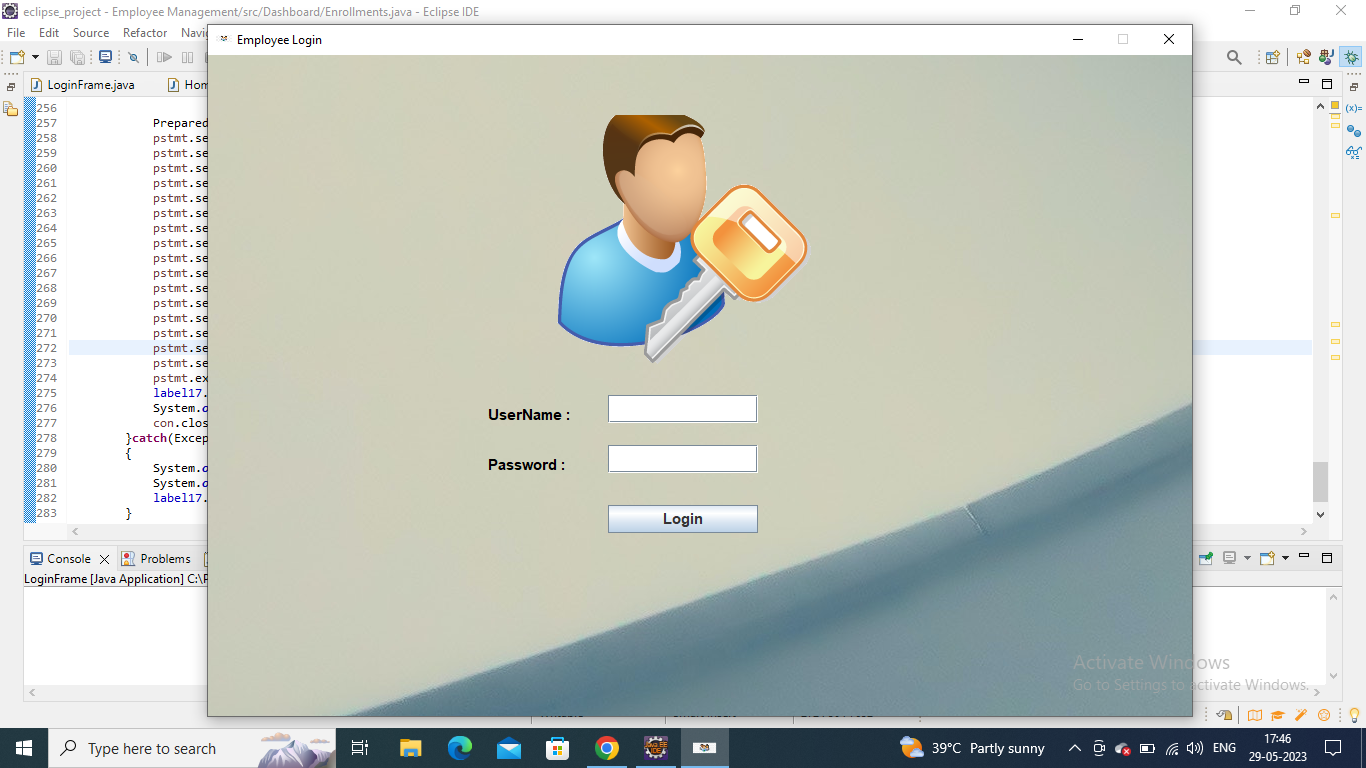 eclipse_project - Employee Management/src/Dashboard/Enrollments.java - Eclipse IDE
File Edit Source Refactor
Employee Login
LoginFrame.java
256
257 Prepared
258 pstmt.se
259 pstmt.se
260 pstmt.se
261 pstmt.se
262 pstmt.se
263 pstmt.se
264 pstmt.se
265 pstmt.se
266 pstmt.se
267 pstmt.se
268 pstmt.se
269 pstmt.se
270 pstmt.se
271 pstmt.se
272 pstmt.se
273 pstmt.se
274 pstmt.ex
275 label17.
276 System.o
277 con.clos
278 }catch(Excep
279 {
280 System.o
281 System.o
282 label17.
283 }
UserName :
Password :
Login
Console Problems
LoginFrame [Java Application] C:\P
Activate Windows
Go to Settings to activate Windows.
Type here to search
39°C Partly sunny
ENG
17:46
29-05-2023